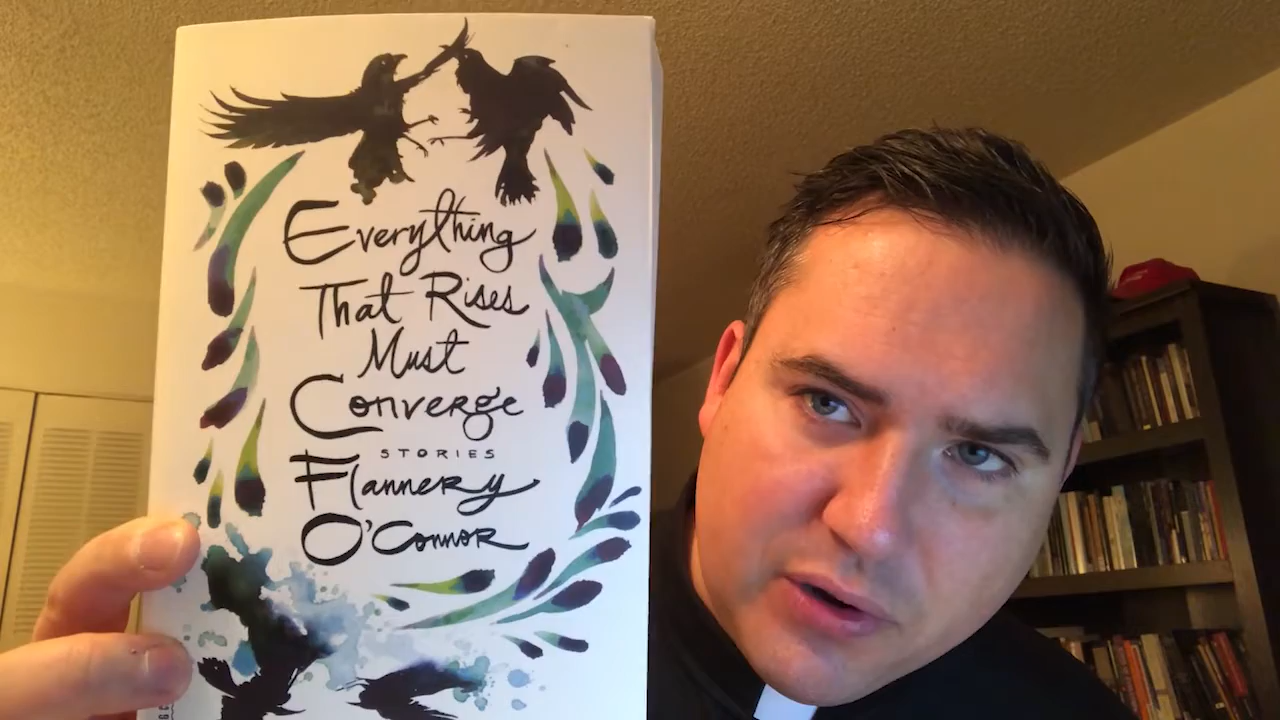 Everything
That Rises
Must
Converge
STORIES
Flannery
O'Connor